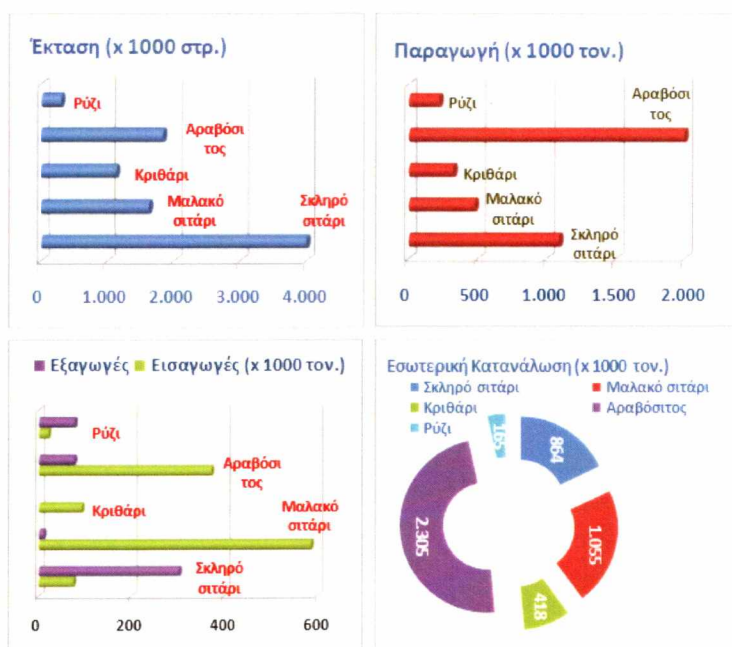 Έκταση (x 1000 στρ.)
Ρύζι
Αραβόσι
τος
Κριθάρι
Μαλακό
σιτάρι
Σκληρό
σιτάρι
0 1.000 2.000 3.000 4.000
Παραγωγή (x 1000 τον.)
Ρύζι
Αραβόσι
τος
Κριθάρι
Μαλακό
σιτάρι
Σκληρό
σιτάρι
0 500 1.000 1.500 2.000
Εξαγωγές Εισαγωγές (x 1000 τον.)
Ρύζι
Αραβόσι
τος
Κριθάρι
Μαλακό
σιτάρι
Σκληρό
σιτάρι
0 200 400 600
Εσωτερική Κατανάλωση (x 1000 τον.)
Σκληρό σιτάρι Μαλακό σιτάρι
Κριθάρι Αραβόσιτος
Ρύζι
165
864
1.055
418
2.305